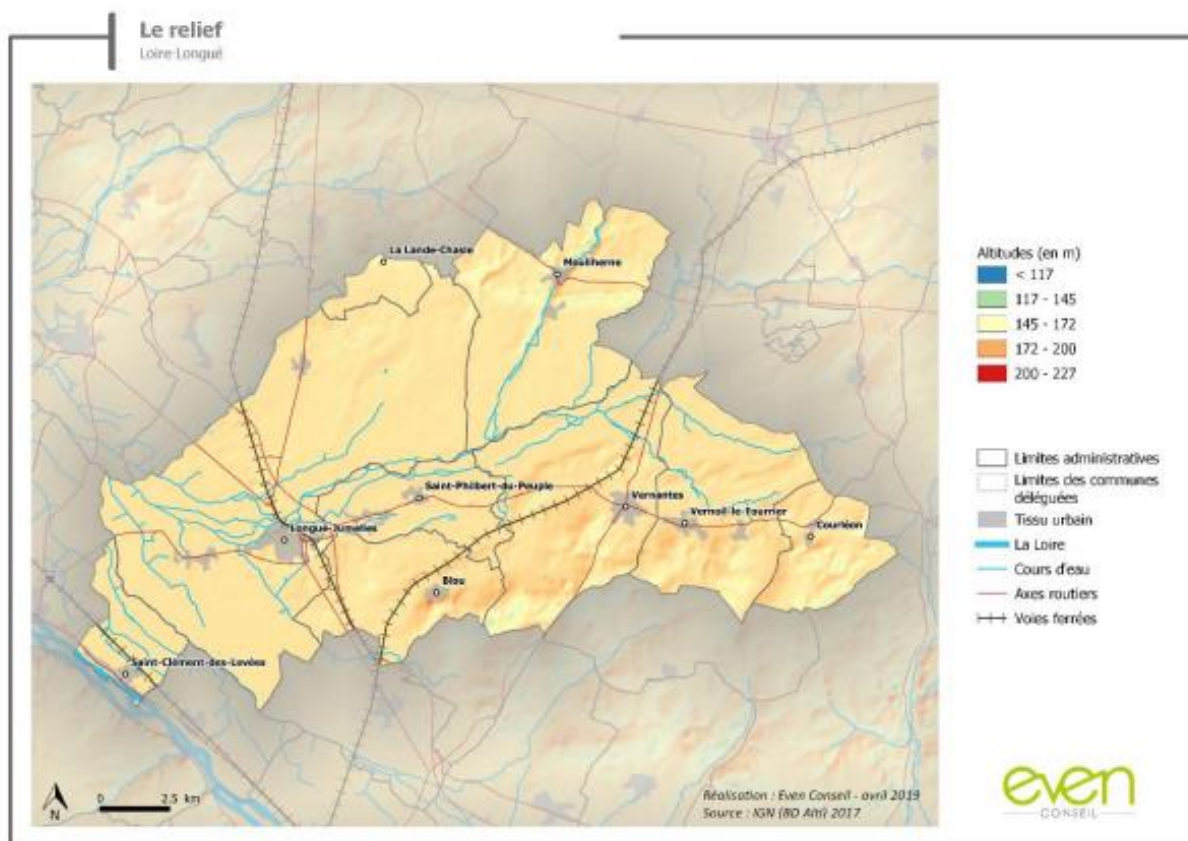 Le relief
Loire-Longué
La Lande-Chasle
Mouliherne
Saint-Philbert-du-Peuple
Vernantes
Vernoil-le-Fourrier
Courléon
Longué-Jumelles
Blou
Saint-Clément-des-Levées
N
0 2.5 km
Réalisation : Even Conseil - avril 2019
Source : IGN (BD Alti) 2017
Altitudes (en m)
< 117
117 - 145
145 - 172
172 - 200
200 - 227
Limites administratives
Limites des communes
déléguées
Tissu urbain
La Loire
Cours d'eau
Axes routiers
Voies ferrées
even
CONSEIL